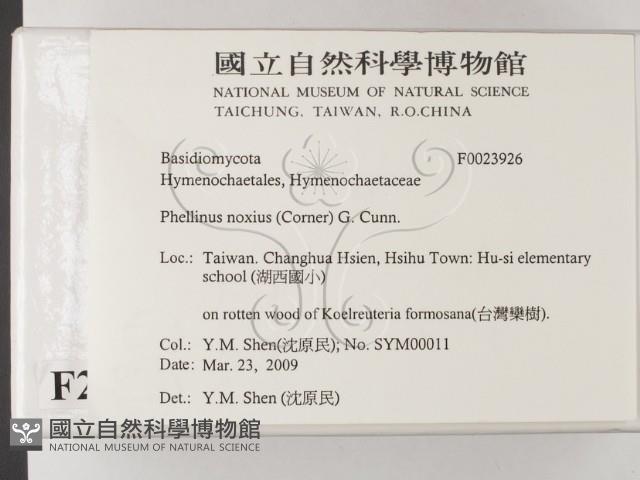 國立自然科學博物館
NATIONAL MUSEUM OF NATURAL SCIENCE
TAICHUNG, TAIWAN, R.O.CHINA
Basidiomycota F0023926
Hymenochaetales, Hymenochaetaceae
Phellinus noxius (Corner) G. Cunn.
Loc.: Taiwan. Changhua Hsien, Hsihu Town: Hu-si elementary
school (湖西國小)
on rotten wood of Koelreuteria formosana(台灣欒樹).
Col.: Y.M. Shen(沈原民); No. SYM00011
Date: Mar. 23, 2009
Det.: Y.M. Shen (沈原民)
F2
國立自然科學博物館
NATIONAL MUSEUM OF NATURAL SCIENCE